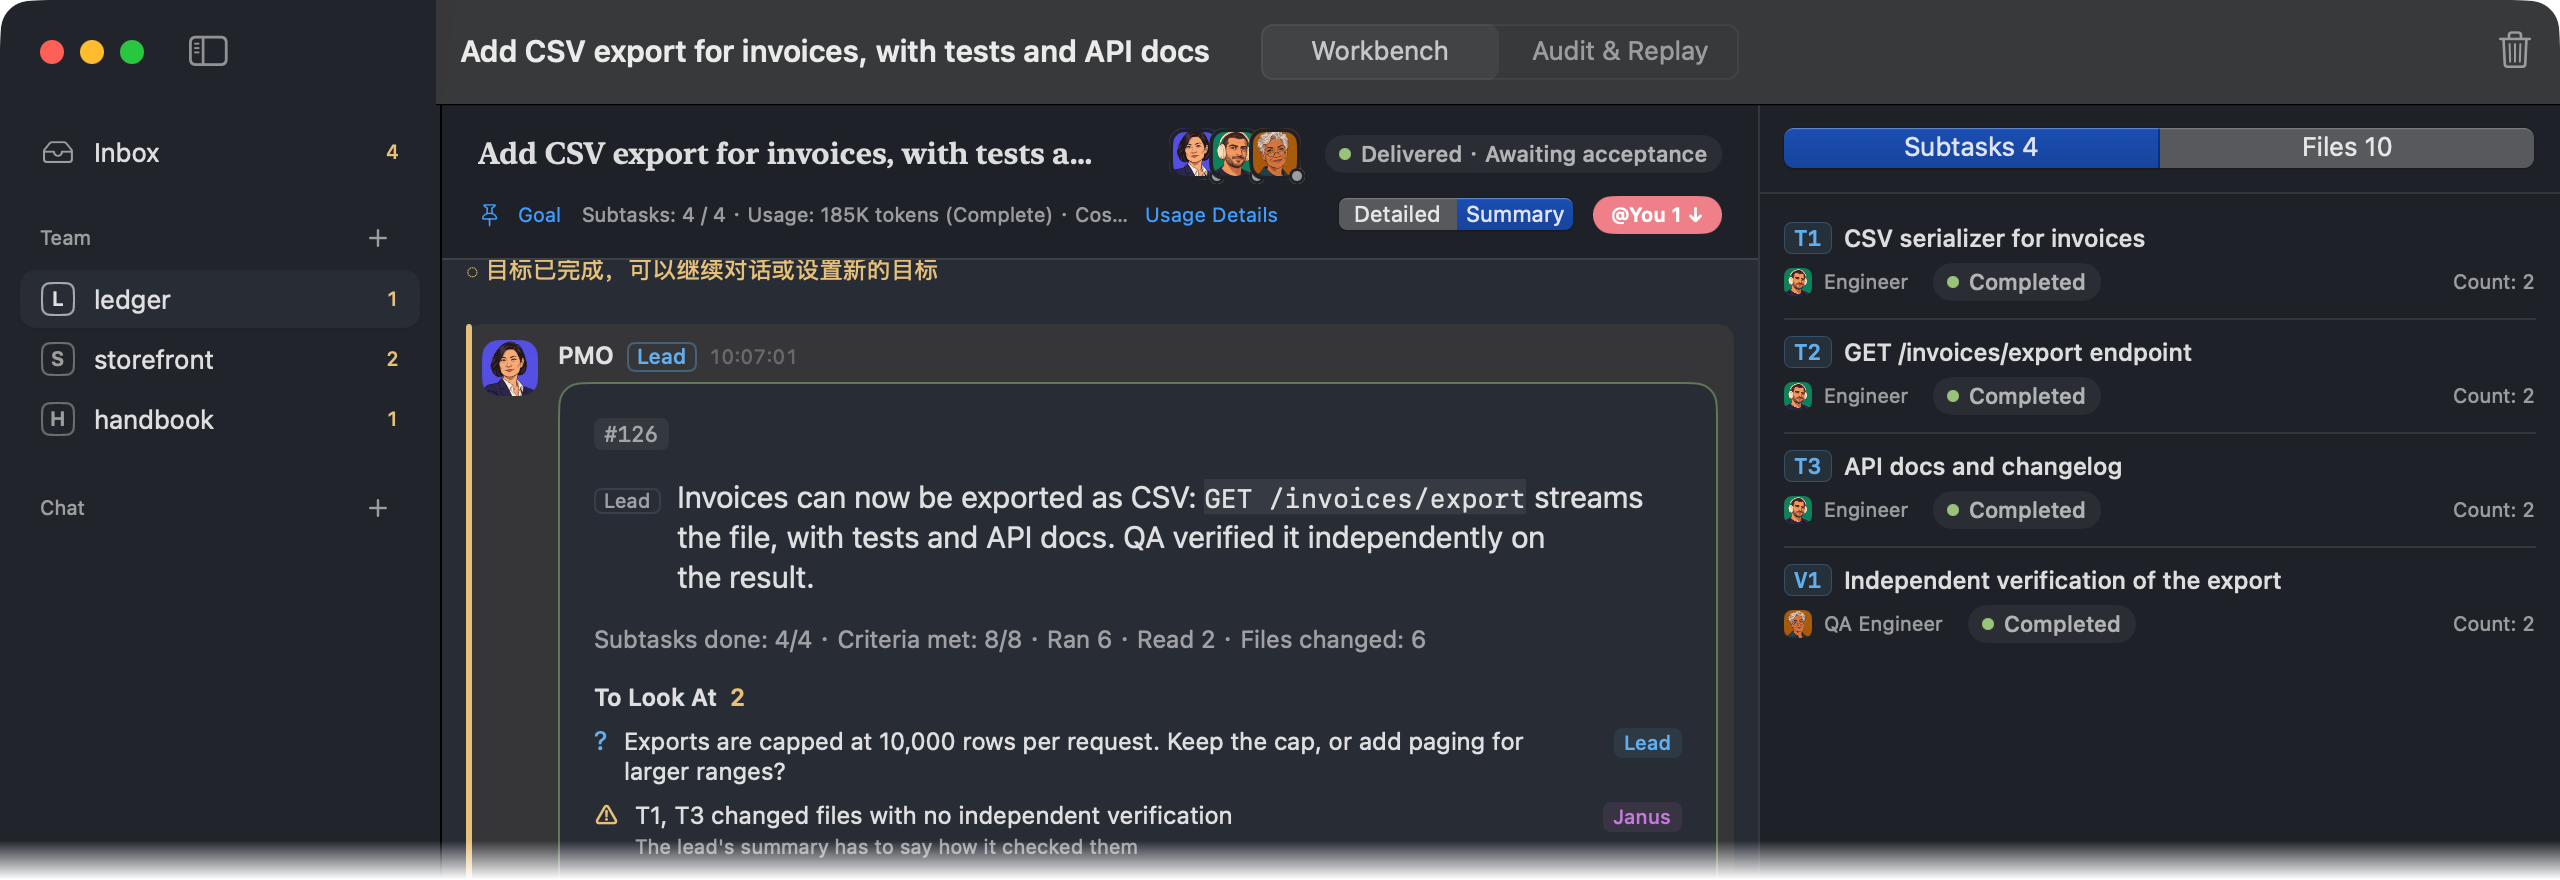 Add CSV export for invoices, with tests and API docs
Workbench
Audit & Replay
Inbox 4
Team +
L ledger 1
S storefront 2
H handbook 1
Chat +
Add CSV export for invoices, with tests a...
Delivered · Awaiting acceptance
Goal Subtasks: 4 / 4 · Usage: 185K tokens (Complete) · Cos... Usage Details
Detailed Summary
@You 1 ↓
目标已完成，可以继续对话或设置新的目标
PMO Lead 10:07:01
#126
Lead Invoices can now be exported as CSV: GET /invoices/export streams
the file, with tests and API docs. QA verified it independently on
the result.
Subtasks done: 4/4 · Criteria met: 8/8 · Ran 6 · Read 2 · Files changed: 6
To Look At 2
? Exports are capped at 10,000 rows per request. Keep the cap, or add paging for Lead
larger ranges?
T1, T3 changed files with no independent verification Janus
The lead's summary has to say how it checked them
Subtasks 4
Files 10
T1 CSV serializer for invoices
Engineer Completed Count: 2
T2 GET /invoices/export endpoint
Engineer Completed Count: 2
T3 API docs and changelog
Engineer Completed Count: 2
V1 Independent verification of the export
QA Engineer Completed Count: 2